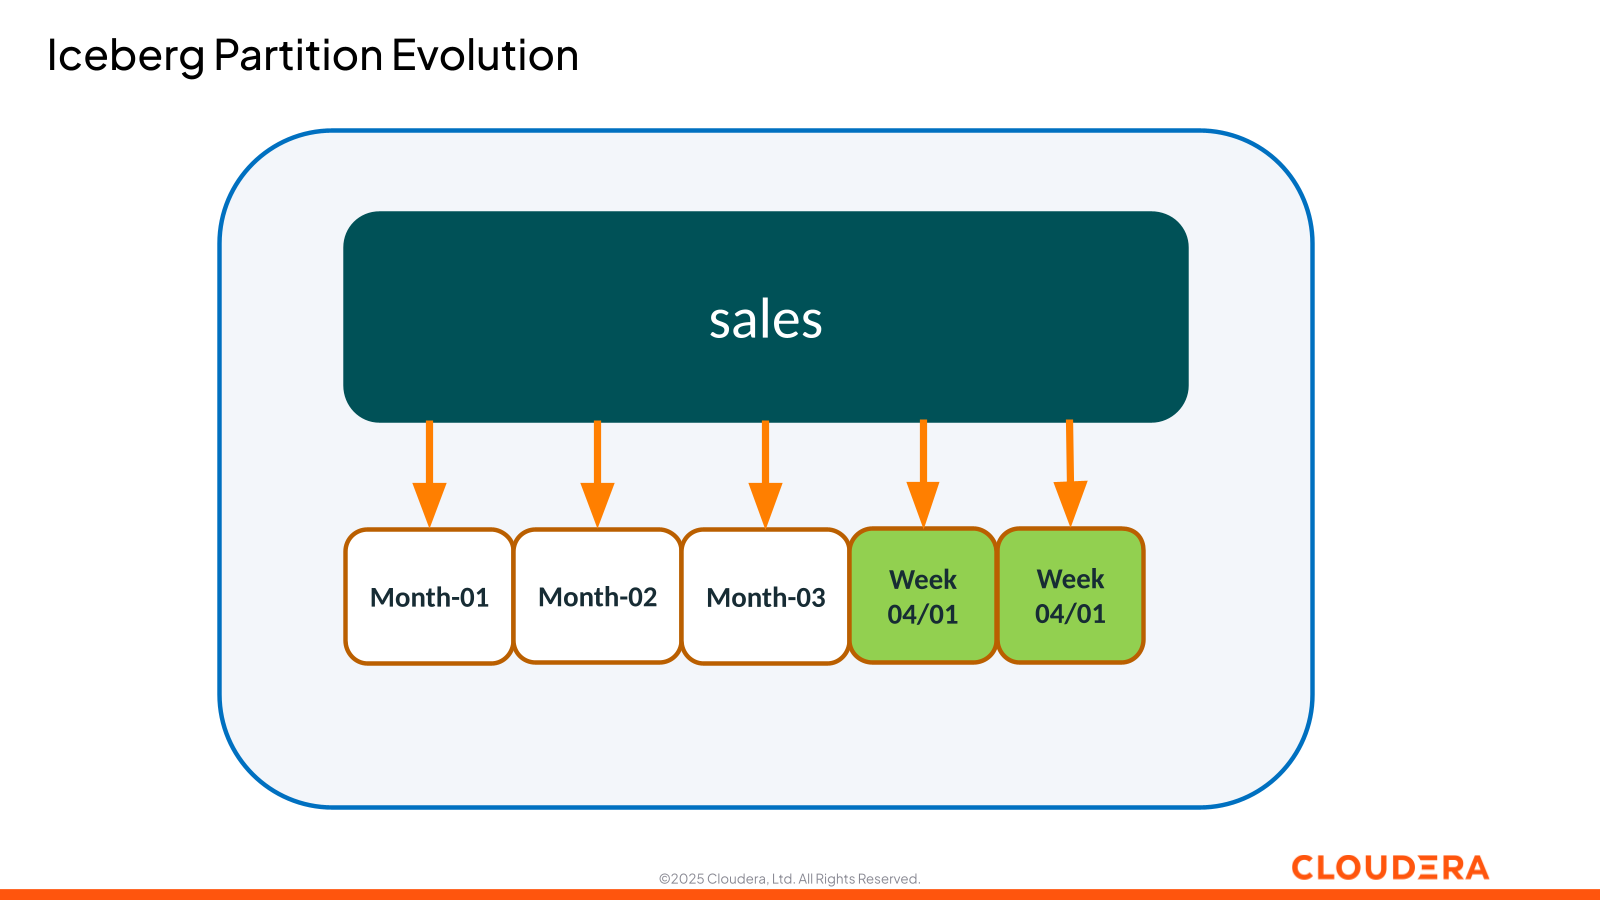 Iceberg Partition Evolution
sales
Month-01
Month-02
Month-03
Week
04/01
Week
04/01
©2025 Cloudera, Ltd. All Rights Reserved.
CLOUDERA